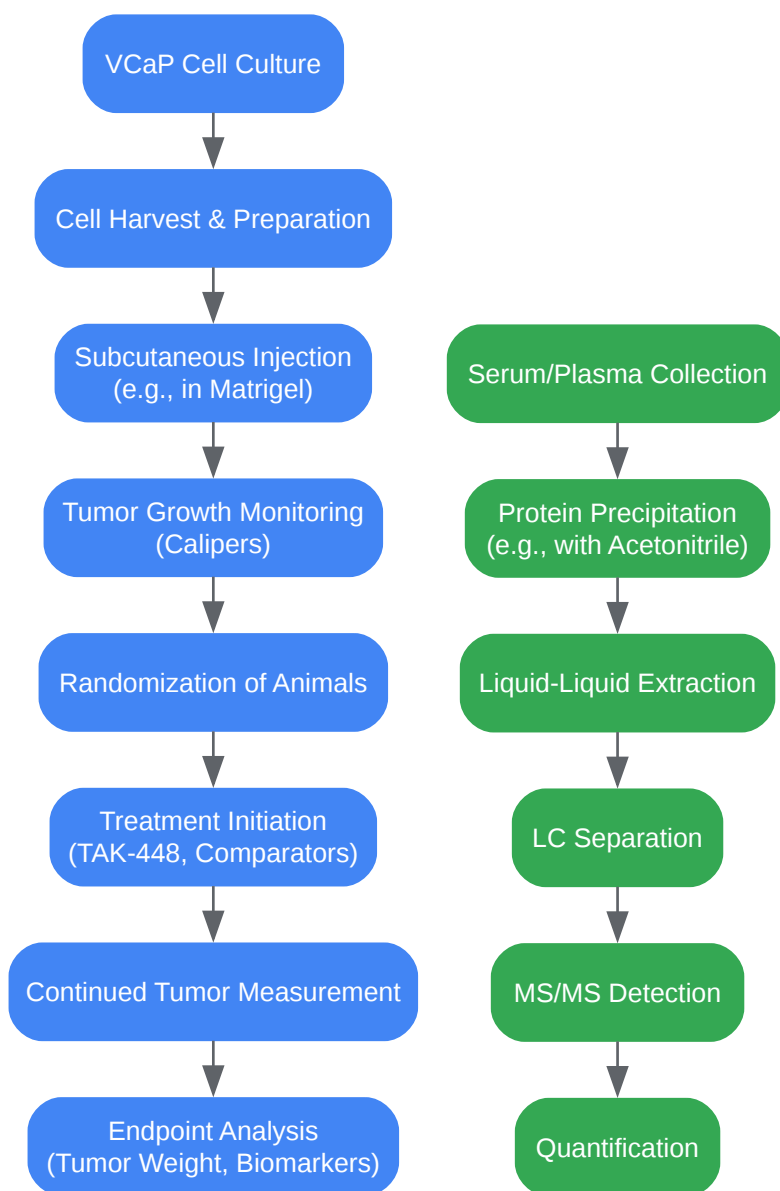 VCaP Cell Culture
Cell Harvest & Preparation
Subcutaneous Injection
(e.g., in Matrigel)
Tumor Growth Monitoring
(Calipers)
Randomization of Animals
Treatment Initiation
(TAK-448, Comparators)
Continued Tumor Measurement
Endpoint Analysis
(Tumor Weight, Biomarkers)
Serum/Plasma Collection
Protein Precipitation
(e.g., with Acetonitrile)
Liquid-Liquid Extraction
LC Separation
MS/MS Detection
Quantification